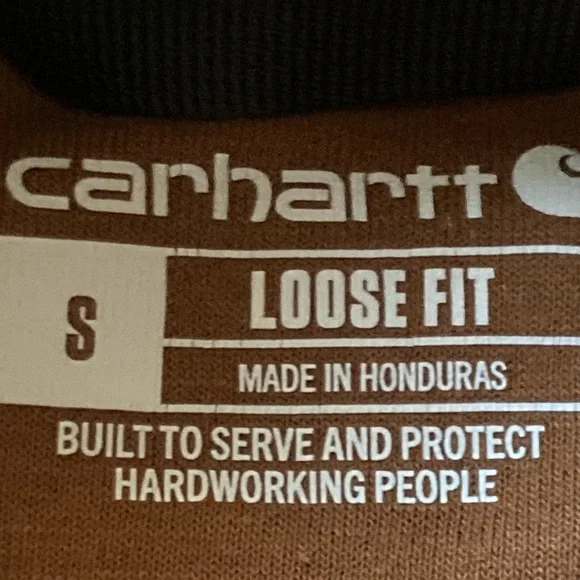 carhartt
S
LOOSE FIT
MADE IN HONDURAS
BUILT TO SERVE AND PROTECT
HARDWORKING PEOPLE